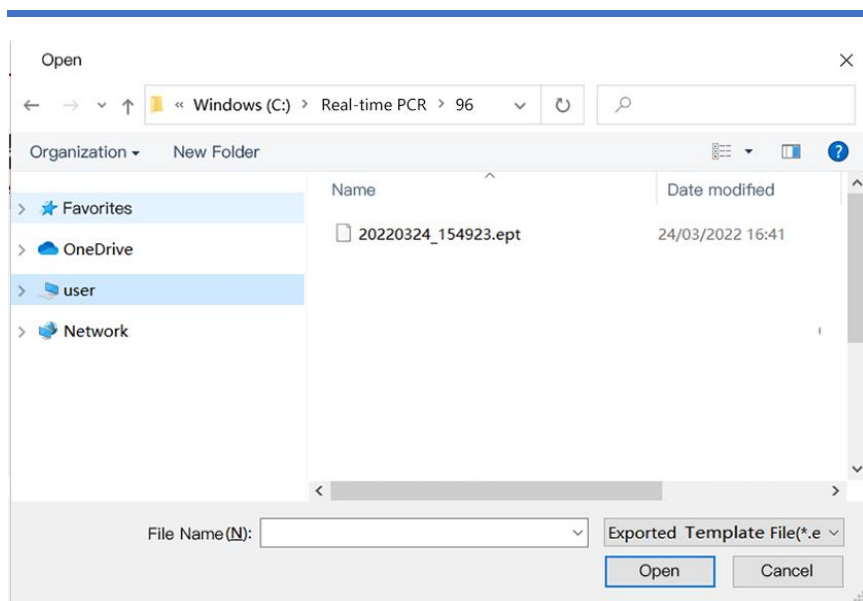 Open
« Windows (C:) > Real-time PCR > 96
Organization New Folder
Name Date modified
Favorites
20220324_154923.ept 24/03/2022 16:41
OneDrive
user
Network
File Name(N): Exported Template File(*.e
Open Cancel